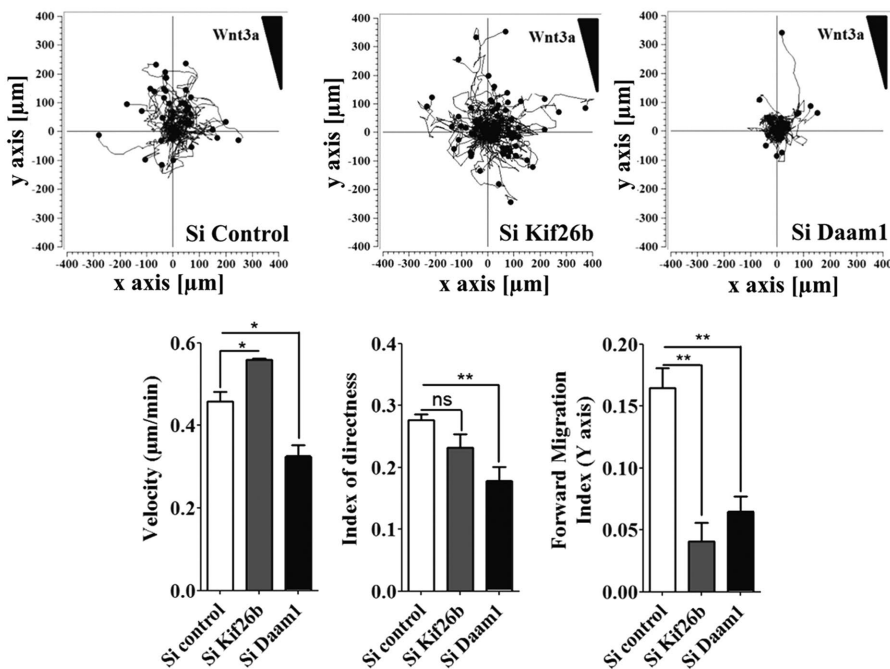 400
300
200
100
0
-100
-200
-300
-400
y axis [µm]
Wnt3a
Si Control
-400 -300 -200 -100 0 100 200 300 400
x axis [µm]
400
300
200
100
0
-100
-200
-300
-400
y axis [µm]
Wnt3a
Si Kif26b
-400 -300 -200 -100 0 100 200 300 400
x axis [µm]
400
300
200
100
0
-100
-200
-300
-400
y axis [µm]
Wnt3a
Si Daam1
-400 -300 -200 -100 0 100 200 300 400
x axis [µm]
Velocity (µm/min)
0.6
0.4
0.2
0.0
*
*
Si control
Si Kif26b
Si Daam1
Index of directness
0.4
0.3
0.2
0.1
0.0
**
ns
Si control
Si Kif26b
Si Daam1
Forward Migration
Index (Y axis)
0.20
0.15
0.10
0.05
0.00
**
**
Si control
Si Kif26b
Si Daam1